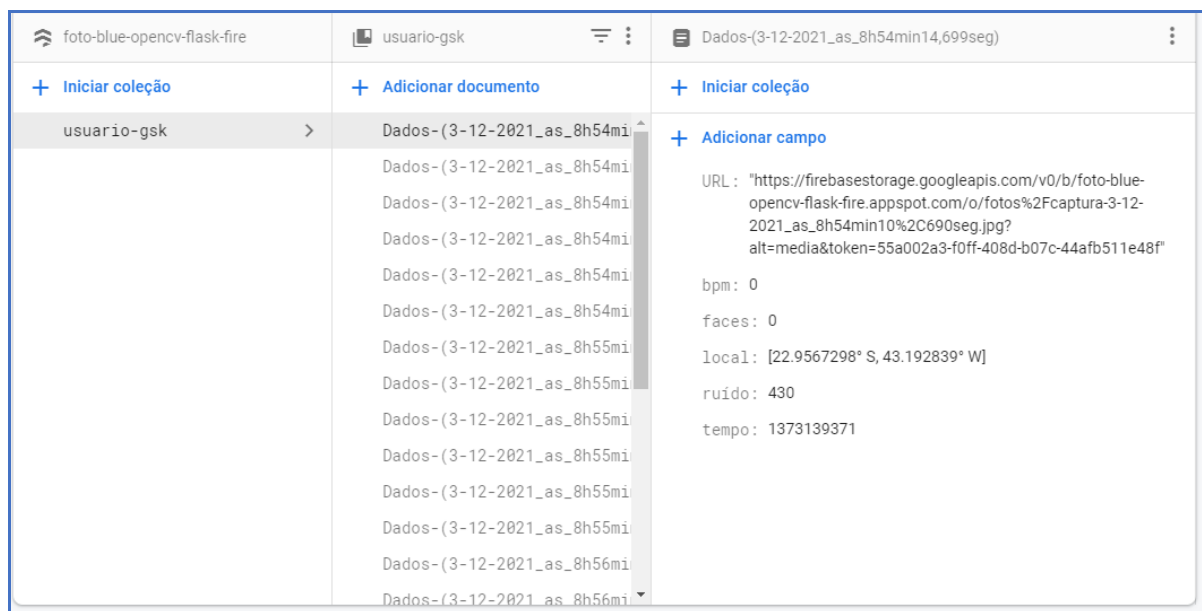 foto-blue-opencv-flask-fire
usuario-gsk
Dados-(3-12-2021_as_8h54min14,699seg)
+ Iniciar coleção
+ Adicionar documento
+ Iniciar coleção
usuario-gsk
Dados-(3-12-2021_as_8h54mi
Dados-(3-12-2021_as_8h54mi
Dados-(3-12-2021_as_8h54mi
Dados-(3-12-2021_as_8h54mi
Dados-(3-12-2021_as_8h54mi
Dados-(3-12-2021_as_8h54mi
Dados-(3-12-2021_as_8h55mi
Dados-(3-12-2021_as_8h55mi
Dados-(3-12-2021_as_8h55mi
Dados-(3-12-2021_as_8h55mi
Dados-(3-12-2021_as_8h55mi
Dados-(3-12-2021_as_8h55mi
Dados-(3-12-2021_as_8h56mi
Dados-(3-12-2021_as_8h56mi
+ Adicionar campo
URL: "https://firebasestorage.googleapis.com/v0/b/foto-blue-
opencv-flask-fire.appspot.com/o/fotos%2Fcaptura-3-12-
2021_as_8h54min10%2C690seg.jpg?
alt=media&token=55a002a3-f0ff-408d-b07c-44afb511e48f"
bpm: 0
faces: 0
local: [22.9567298° S, 43.192839° W]
ruído: 430
tempo: 1373139371